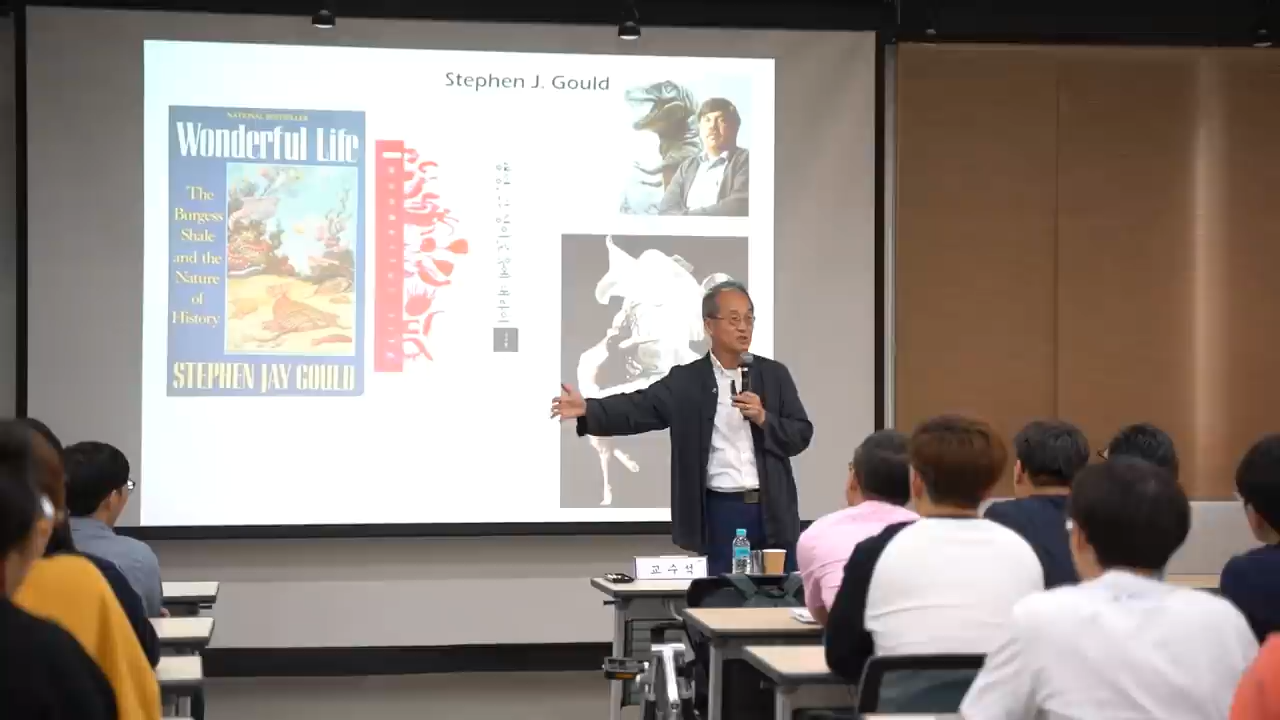 Stephen J. Gould
NATIONAL BESTSELLER
Wonderful Life
The
Burgess
Shale
and the
Nature
of
History
STEPHEN JAY GOULD
교 수 석